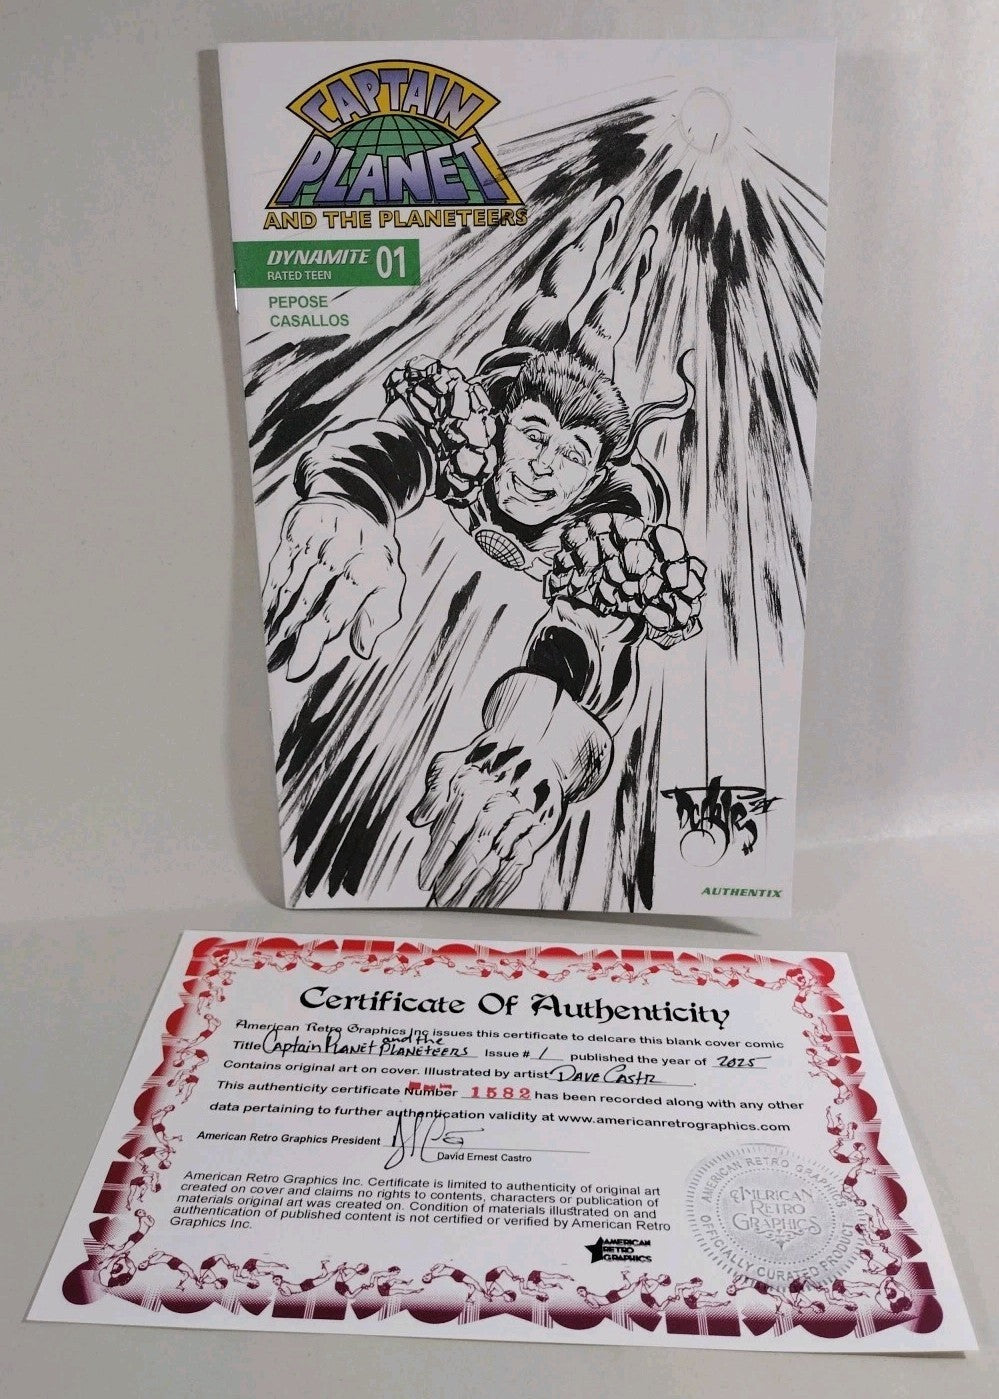 CAPTAIN
PLANET
AND THE PLANETEERS
DYNAMITE 01
RATED TEEN
PEPOSE
CASALLOS
AUTHENTIX
Certificate Of Authenticity
American Retro Graphics Inc issues this certificate to delcare this blank cover comic
Title Captain Planet and the Planeteers Issue # 1 published the year of 2025
Contains original art on cover. Illustrated by artist Dave Castr
This authenticity certificate Number 1582 has been recorded along with any other
data pertaining to further authentication validity at www.americanretrographics.com
American Retro Graphics President
David Ernest Castro
American Retro Graphics Inc. Certificate is limited to authenticity of original art
created on cover and claims no rights to contents, characters or publication of
materials original art was created on. Condition of materials illustrated on and
authentication of published content is not certified or verified by American Retro
Graphics Inc.
AMERICAN
RETRO
GRAPHICS
AMERICAN RETRO GRAPHICS
AMERICAN
RETRO
GRAPHICS
OFFICIALLY CURATED PRODUCT